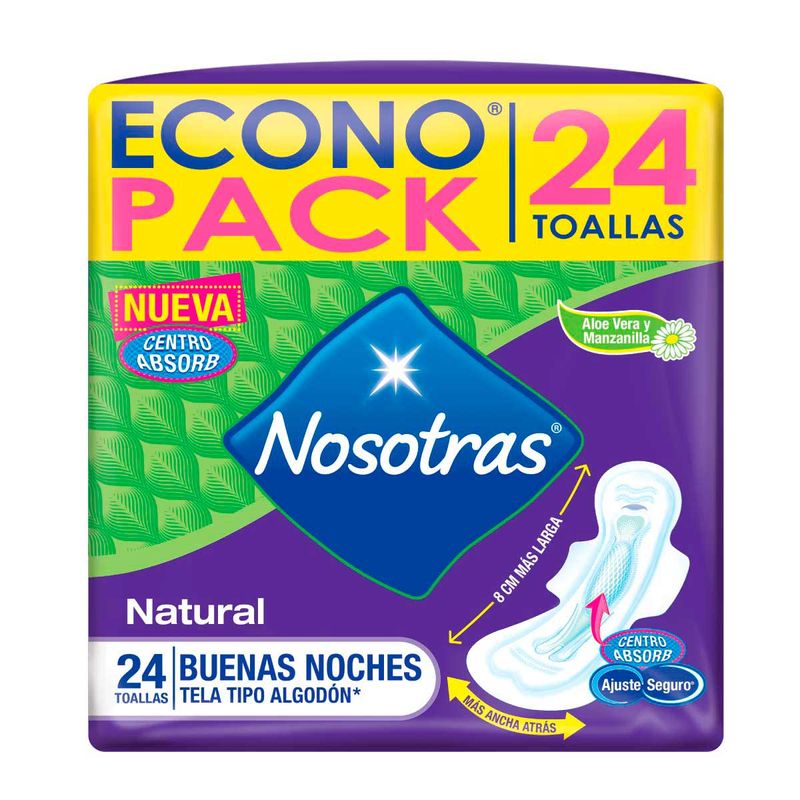 ECONO®
PACK
24
TOALLAS
NUEVA
CENTRO
ABSORB
Aloe Vera y
Manzanilla
Nosotras®
8 CM MÁS LARGA
Natural
24
TOALLAS
BUENAS NOCHES
TELA TIPO ALGODÓN*
CENTRO
ABSORB
Ajuste Seguro®
MÁS ANCHA ATRÁS